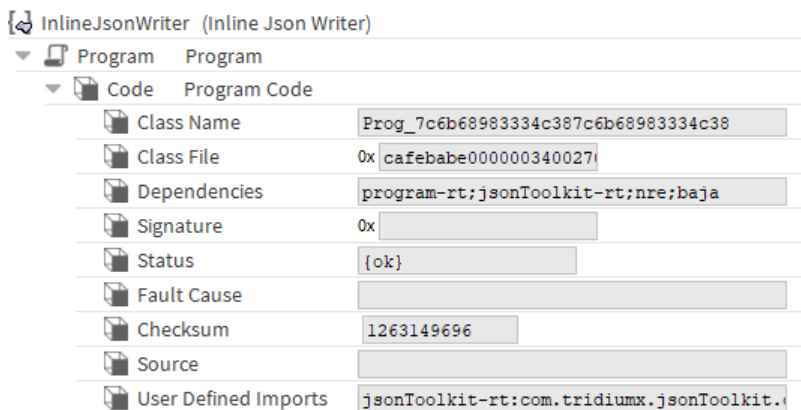 InlineJsonWriter (Inline Json Writer)
Program Program
Code Program Code
Class Name Prog_7c6b68983334c387c6b68983334c38
Class File 0x cafebabe0000003400270
Dependencies program-rt;jsonToolkit-rt;nre;baja
Signature 0x
Status {ok}
Fault Cause
Checksum 1263149696
Source
User Defined Imports jsonToolkit-rt:com.tridiumx.jsonToolkit.